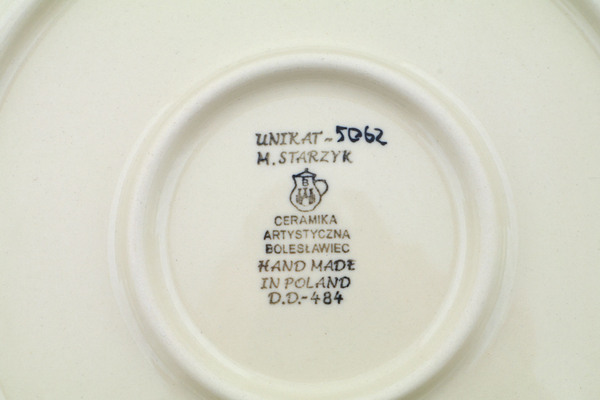 UNIKAT~5062
M. STARZYK
B
CERAMIKA
ARTYSTYCZNA
BOLESŁAWIEC
HAND MADE
IN POLAND
D.D.-484